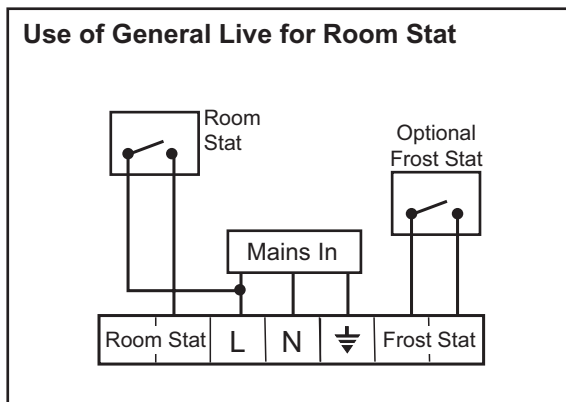 Use of General Live for Room Stat
Room
Stat
Optional
Frost Stat
Mains In
Room Stat L N Frost Stat